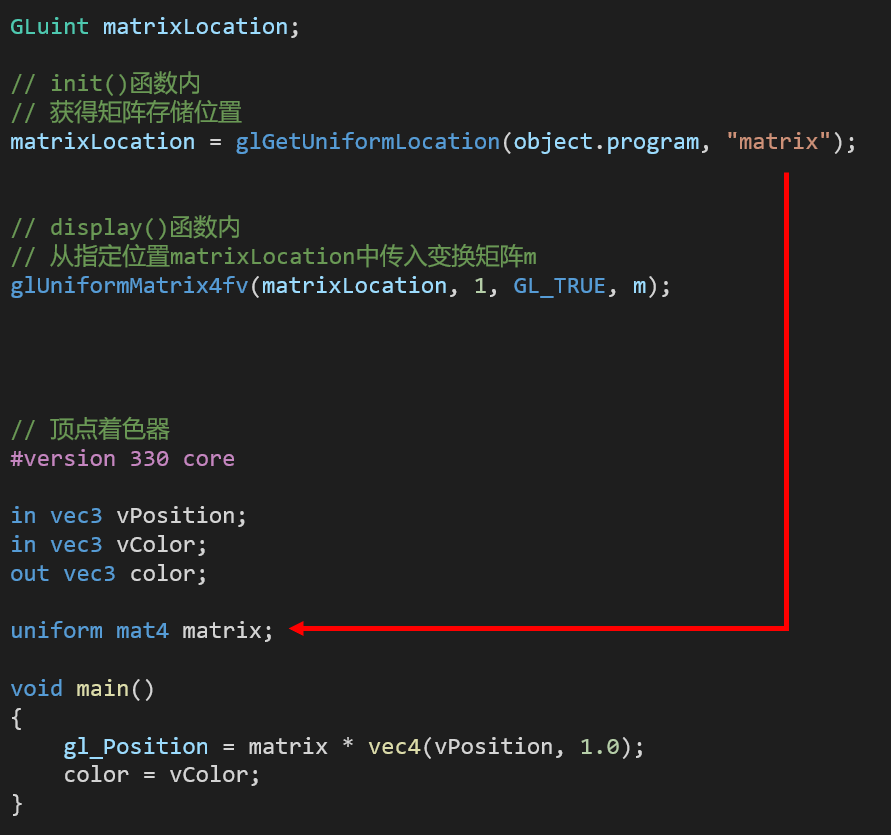 GLuint matrixLocation;
// init()函数内
// 获得矩阵存储位置
matrixLocation = glGetUniformLocation(object.program, "matrix");
// display()函数内
// 从指定位置matrixLocation中传入变换矩阵m
glUniformMatrix4fv(matrixLocation, 1, GL_TRUE, m);
// 顶点着色器
#version 330 core
in vec3 vPosition;
in vec3 vColor;
out vec3 color;
uniform mat4 matrix;
void main()
{
    gl_Position = matrix * vec4(vPosition, 1.0);
    color = vColor;
}